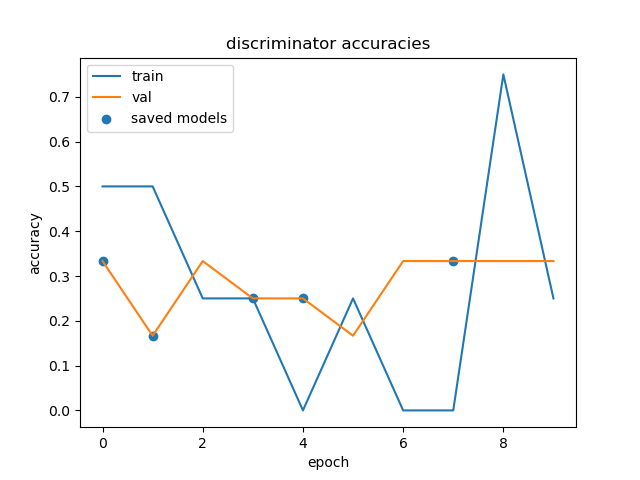 discriminator accuracies
train
val
saved models
accuracy
0.7
0.6
0.5
0.4
0.3
0.2
0.1
0.0
0 2 4 6 8
epoch